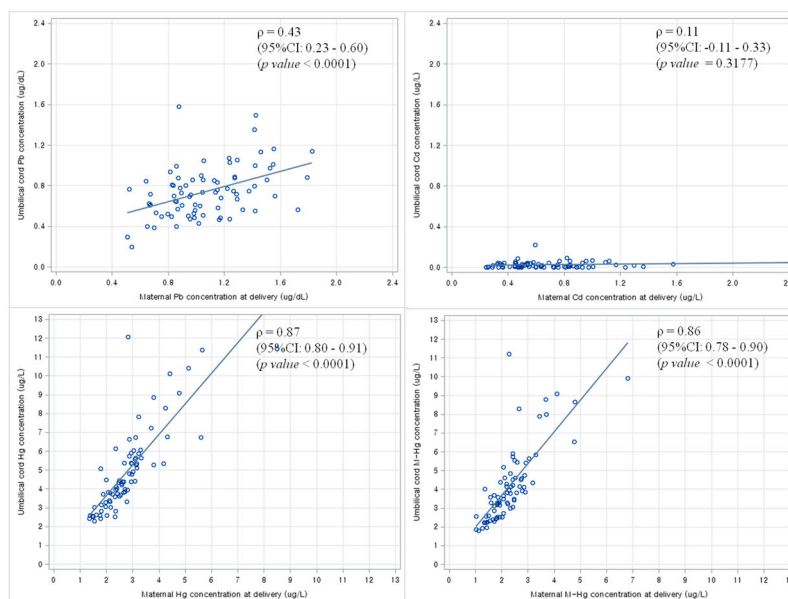 ρ = 0.43
(95%CI: 0.23 - 0.60)
(p value < 0.0001)
Umbilical cord Pb concentration (ug/dL)
2.4
2.0
1.6
1.2
0.8
0.4
0.0
0.0 0.4 0.8 1.2 1.6 2.0 2.4
Maternal Pb concentration at delivery (ug/dL)
ρ = 0.11
(95%CI: -0.11 - 0.33)
(p value = 0.3177)
Umbilical cord Cd concentration (ug/L)
2.4
2.0
1.6
1.2
0.8
0.4
0.0
0.0 0.4 0.8 1.2 1.6 2.0 2.4
Maternal Cd concentration at delivery (ug/L)
ρ = 0.87
(95%CI: 0.80 - 0.91)
(p value < 0.0001)
Umbilical cord Hg concentration (ug/L)
13
12
11
10
9
8
7
6
5
4
3
2
1
0
0 1 2 3 4 5 6 7 8 9 10 11 12 13
Maternal Hg concentration at delivery (ug/L)
ρ = 0.86
(95%CI: 0.78 - 0.90)
(p value < 0.0001)
Umbilical cord M-Hg concentration (ug/L)
13
12
11
10
9
8
7
6
5
4
3
2
1
0
0 1 2 3 4 5 6 7 8 9 10 11 12 13
Maternal M-Hg concentration at delivery (ug/L)